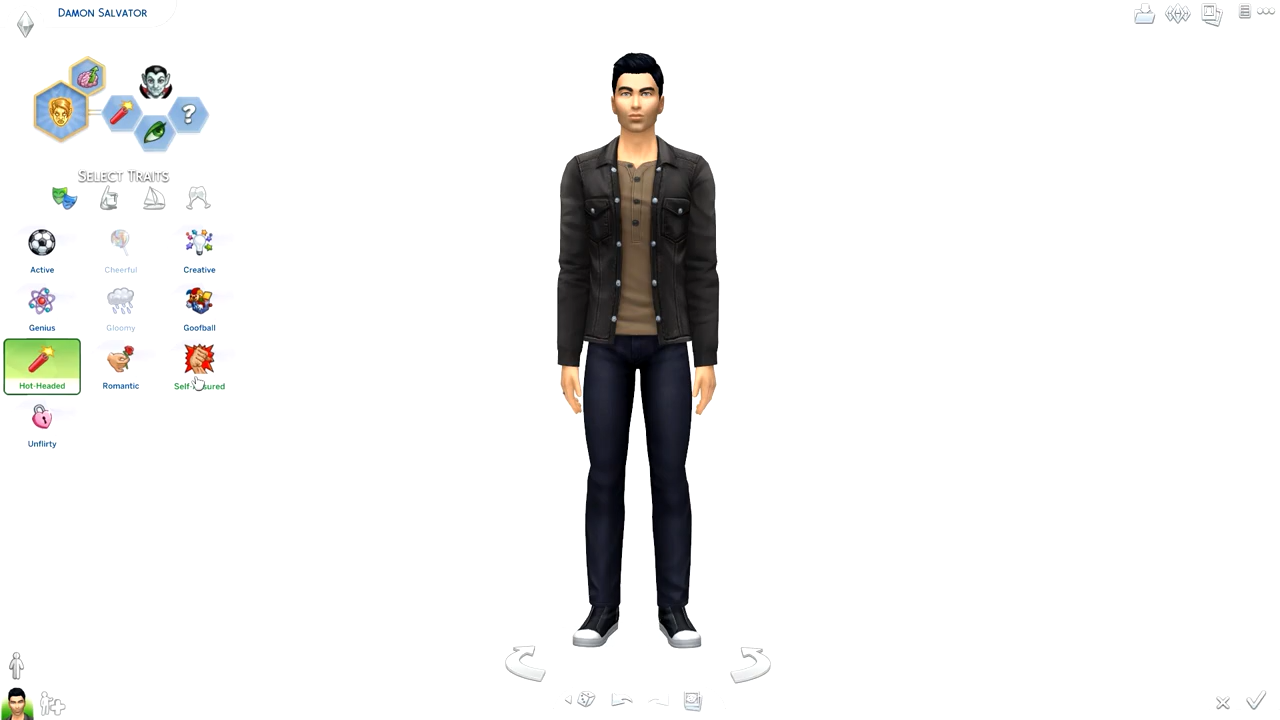 DAMON SALVATOR
?
SELECT TRAITS
Active
Cheerful
Creative
Genius
Gloomy
Goofball
Hot-Headed
Romantic
Unflirty